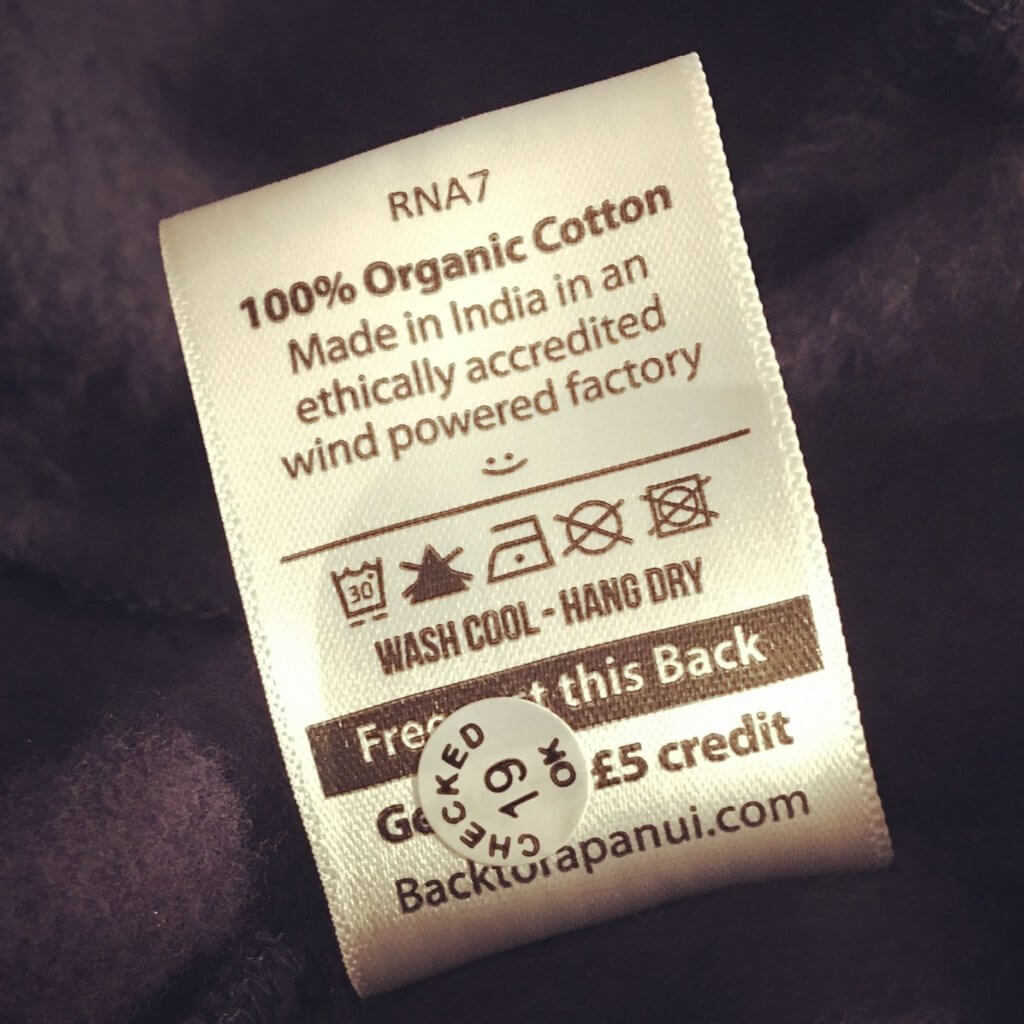 RNA7
100% Organic Cotton
Made in India in an
ethically accredited
wind powered factory
30°
WASH COOL - HANG DRY
this Back
£5 credit
Backtorapanui.com
CHECKED
19
OK